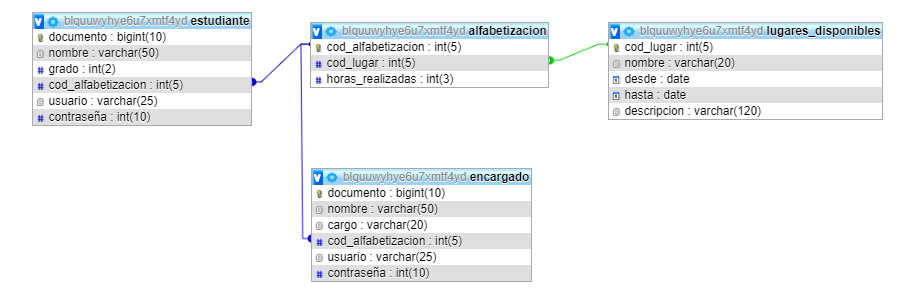 blquuwyhye6u7xmtf4yd estudiante
documento : bigint(10)
nombre : varchar(50)
grado : int(2)
cod_alfabetizacion : int(5)
usuario : varchar(25)
contraseña : int(10)
blquuwyhye6u7xmtf4yd alfabetizacion
cod_alfabetizacion : int(5)
cod_lugar : int(5)
horas_realizadas : int(3)
blquuwyhye6u7xmtf4yd lugares_disponibles
cod_lugar : int(5)
nombre : varchar(20)
desde : date
hasta : date
descripcion : varchar(120)
blquuwyhye6u7xmtf4yd encargado
documento : bigint(10)
nombre : varchar(50)
cargo : varchar(20)
cod_alfabetizacion : int(5)
usuario : varchar(25)
contraseña : int(10)